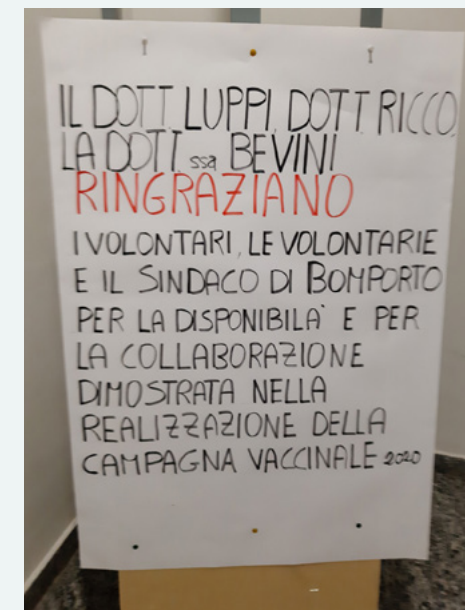 IL DOTT. LUPPI, DOTT. RICCO,
LA DOTT.ssa BEVINI
RINGRAZIANO
I VOLONTARI, LE VOLONTARIE
E IL SINDACO DI BOMPORTO
PER LA DISPONIBILA' E PER
LA COLLABORAZIONE
DIMOSTRATA NELLA
REALIZZAZIONE DELLA
CAMPAGNA VACCINALE 2020